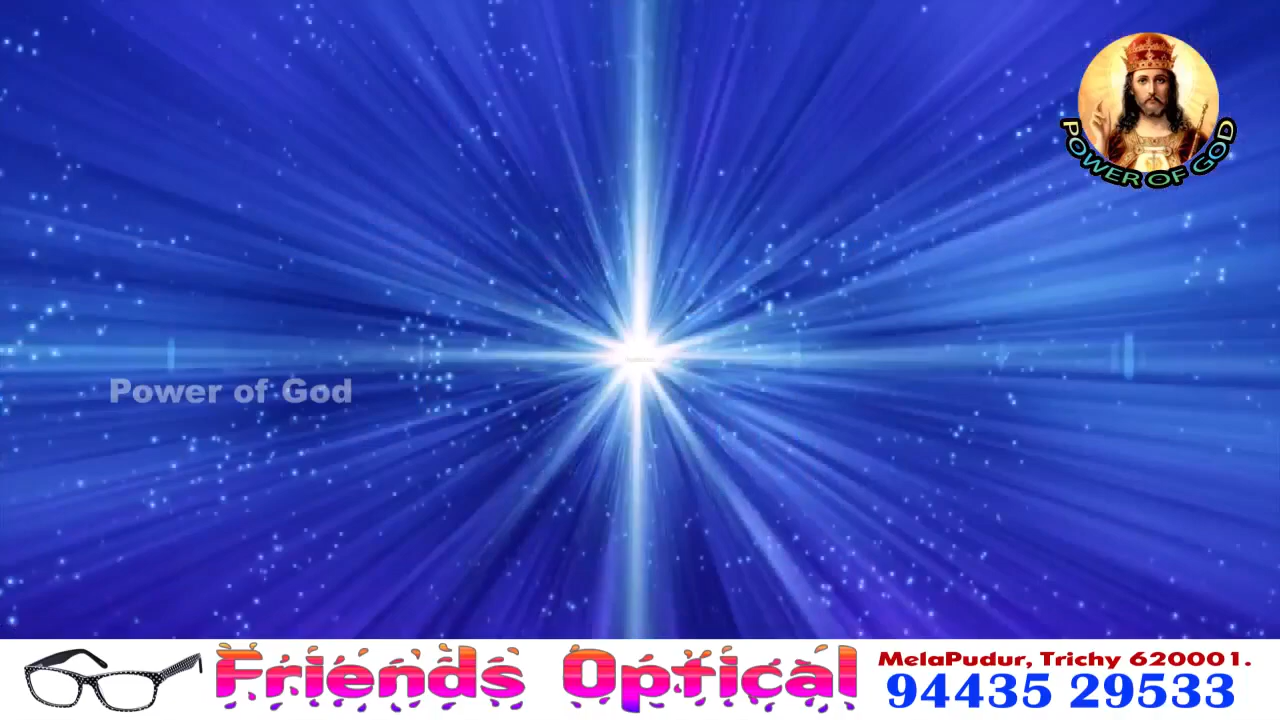 POWER OF GOD
Power of God
Friends Optical
MelaPudur, Trichy 620001.
94435 29533